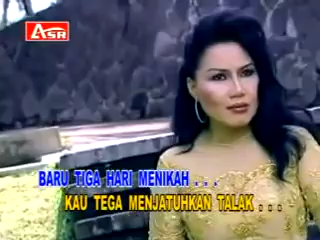 ASR
BARU TIGA HARI MENIKAH . . .
KAU TEGA MENJATUHKAN TALAK . . .